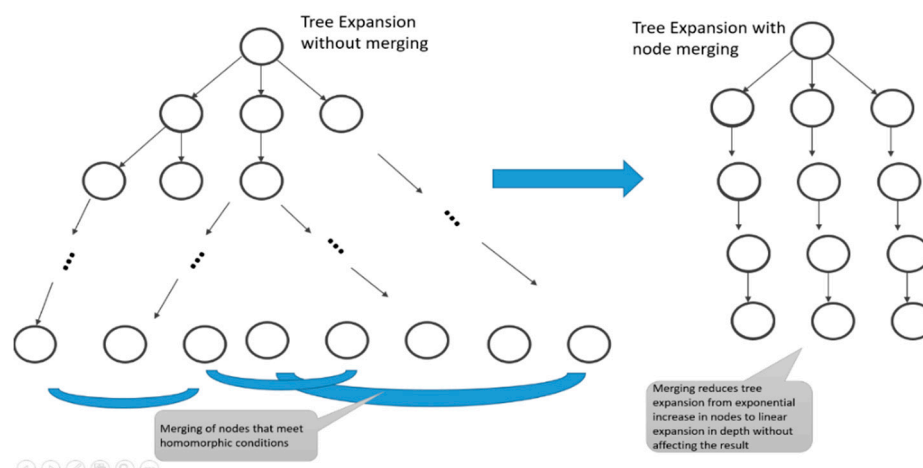 Tree Expansion
without merging
Tree Expansion with
node merging
Merging of nodes that meet
homomorphic conditions
Merging reduces tree
expansion from exponential
increase in nodes to linear
expansion in depth without
affecting the result